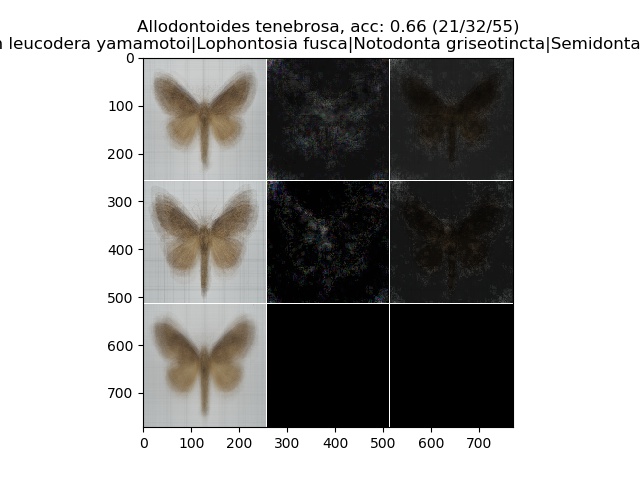 Allodontoides tenebrosa, acc: 0.66 (21/32/55)
leucodera yamamotoi|Lophontosia fusca|Notodonta griseotincta|Semidonta
0
100
200
300
400
500
600
700
0 100 200 300 400 500 600 700